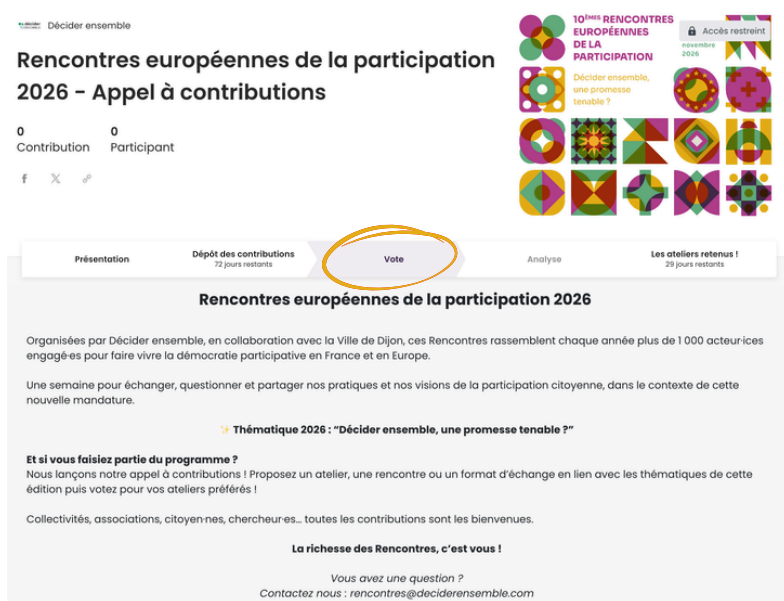 Décider ensemble
Rencontres européennes de la participation
2026 - Appel à contributions
0
Contribution
0
Participant
10ÈMES RENCONTRES
EUROPÉENNES
DE LA
PARTICIPATION
Accès restreint
novembre
2026
Décider ensemble,
une promesse
tenable ?
Présentation
Dépôt des contributions
72 jours restants
Vote
Analyse
Les ateliers retenus !
29 jours restants
Rencontres européennes de la participation 2026
Organisées par Décider ensemble, en collaboration avec la Ville de Dijon, ces Rencontres rassemblent chaque année plus de 1 000 acteur·ices
engagé·es pour faire vivre la démocratie participative en France et en Europe.
Une semaine pour échanger, questionner et partager nos pratiques et nos visions de la participation citoyenne, dans le contexte de cette
nouvelle mandature.
✨ Thématique 2026 : “Décider ensemble, une promesse tenable ?”
Et si vous faisiez partie du programme ?
Nous lançons notre appel à contributions ! Proposez un atelier, une rencontre ou un format d’échange en lien avec les thématiques de cette
édition puis votez pour vos ateliers préférés !
Collectivités, associations, citoyen·nes, chercheur·es… toutes les contributions sont les bienvenues.
La richesse des Rencontres, c’est vous !
Vous avez une question ?
Contactez nous : rencontres@deciderensemble.com